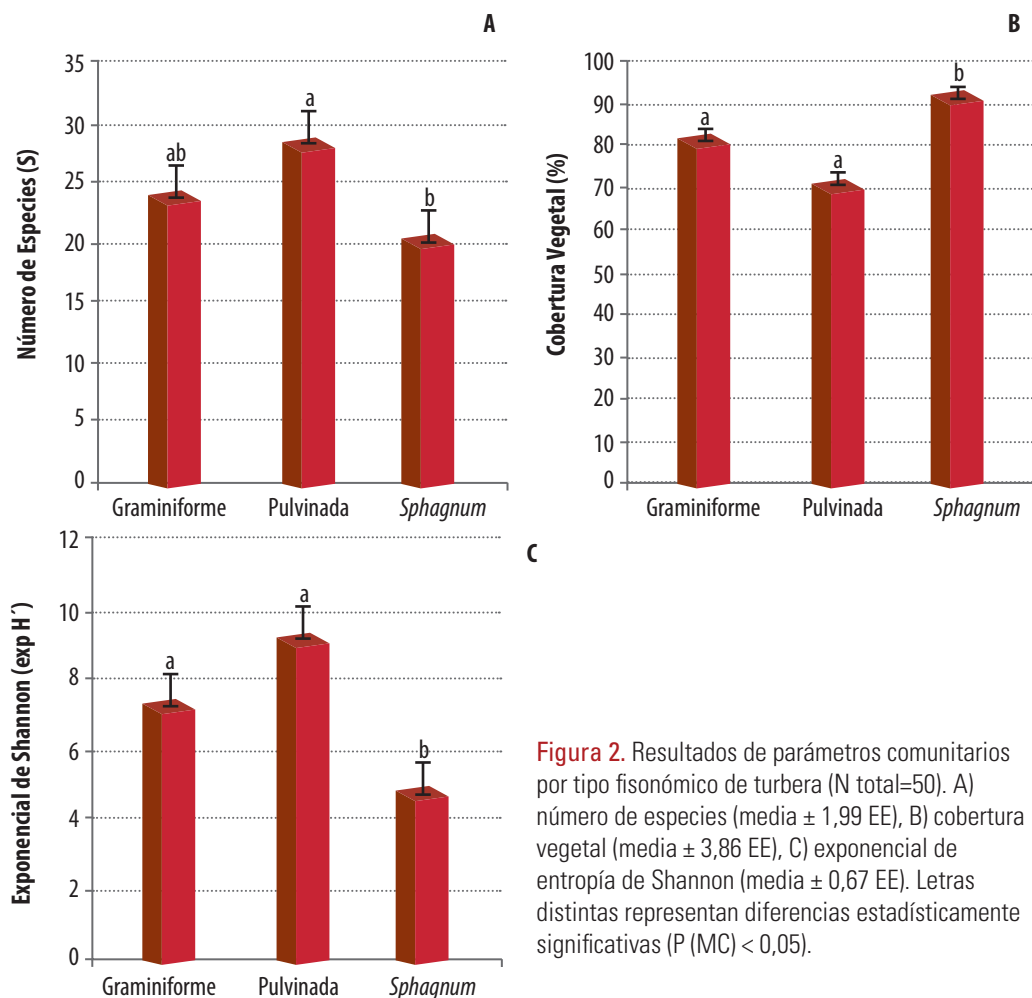 A
Número de Especies (S)
35
30
25
20
15
10
5
0
ab
a
b
Graminiforme Pulvinada Sphagnum
B
Cobertura Vegetal (%)
100
90
80
70
60
50
40
30
20
10
0
a
a
b
Graminiforme Pulvinada Sphagnum
C
Exponencial de Shannon (exp H´)
12
10
8
6
4
2
0
a
a
b
Graminiforme Pulvinada Sphagnum
Figura 2. Resultados de parámetros comunitarios
por tipo fisonómico de turbera (N total=50). A)
número de especies (media ± 1,99 EE), B) cobertura
vegetal (media ± 3,86 EE), C) exponencial de
entropía de Shannon (media ± 0,67 EE). Letras
distintas representan diferencias estadísticamente
significativas (P (MC) < 0,05).